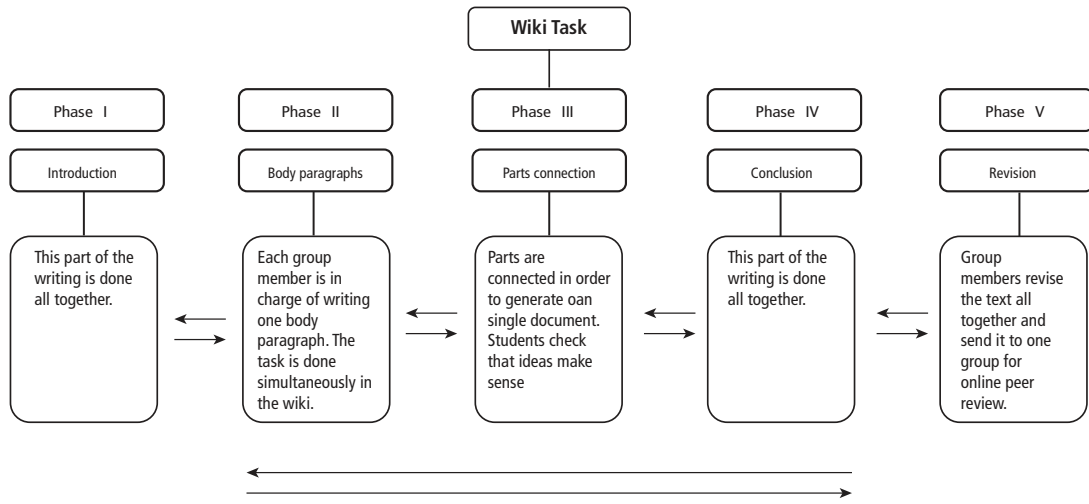 Wiki Task
Phase I
Phase II
Phase III
Phase IV
Phase V
Introduction
Body paragraphs
Parts connection
Conclusion
Revision
This part of the
writing is done
all together.
Each group
member is in
charge of writing
one body
paragraph. The
task is done
simultaneously in
the wiki.
Parts are
connected in order
to generate oan
single document.
Students check
that ideas make
sense
This part of the
writing is done
all together.
Group
members revise
the text all
together and
send it to one
group for
online peer
review.